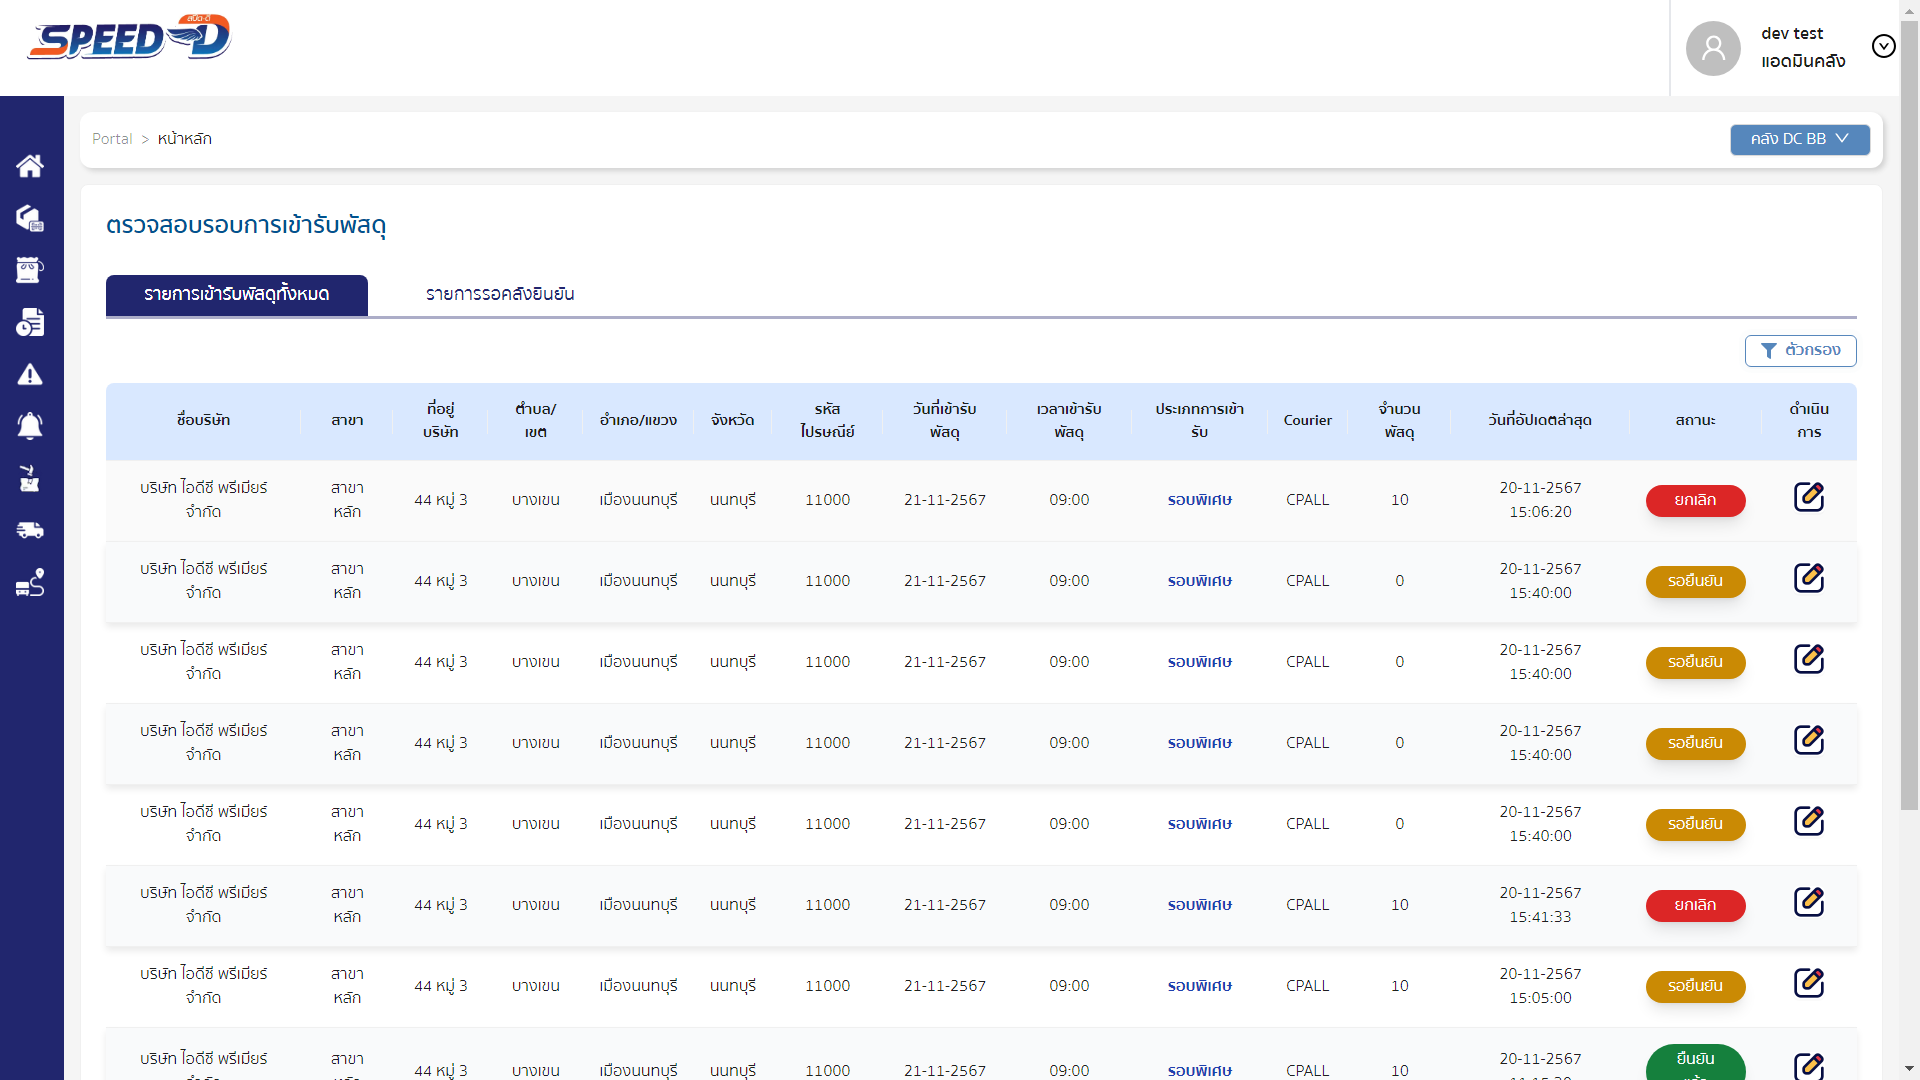 สปีด-ดี
SPEED-D
dev test
แอดมินคลัง
Portal > หน้าหลัก
คลัง DC BB
ตรวจสอบรอบการเข้ารับพัสดุ
รายการเข้ารับพัสดุทั้งหมด รายการรอคลังยืนยัน
ตัวกรอง
ชื่อบริษัท สาขา ที่อยู่บริษัท ตำบล/เขต อำเภอ/แขวง จังหวัด รหัสไปรษณีย์ วันที่เข้ารับพัสดุ เวลาเข้ารับพัสดุ ประเภทการเข้ารับ Courier จำนวนพัสดุ วันที่อัปเดตล่าสุด สถานะ ดำเนินการ
บริษัท ไอดีซี พรีเมียร์ จำกัด สาขาหลัก 44 หมู่ 3 บางเขน เมืองนนทบุรี นนทบุรี 11000 21-11-2567 09:00 รอบพิเศษ CPALL 10 20-11-2567 15:06:20 ยกเลิก
บริษัท ไอดีซี พรีเมียร์ จำกัด สาขาหลัก 44 หมู่ 3 บางเขน เมืองนนทบุรี นนทบุรี 11000 21-11-2567 09:00 รอบพิเศษ CPALL 0 20-11-2567 15:40:00 รอยืนยัน
บริษัท ไอดีซี พรีเมียร์ จำกัด สาขาหลัก 44 หมู่ 3 บางเขน เมืองนนทบุรี นนทบุรี 11000 21-11-2567 09:00 รอบพิเศษ CPALL 0 20-11-2567 15:40:00 รอยืนยัน
บริษัท ไอดีซี พรีเมียร์ จำกัด สาขาหลัก 44 หมู่ 3 บางเขน เมืองนนทบุรี นนทบุรี 11000 21-11-2567 09:00 รอบพิเศษ CPALL 0 20-11-2567 15:40:00 รอยืนยัน
บริษัท ไอดีซี พรีเมียร์ จำกัด สาขาหลัก 44 หมู่ 3 บางเขน เมืองนนทบุรี นนทบุรี 11000 21-11-2567 09:00 รอบพิเศษ CPALL 0 20-11-2567 15:40:00 รอยืนยัน
บริษัท ไอดีซี พรีเมียร์ จำกัด สาขาหลัก 44 หมู่ 3 บางเขน เมืองนนทบุรี นนทบุรี 11000 21-11-2567 09:00 รอบพิเศษ CPALL 10 20-11-2567 15:41:33 ยกเลิก
บริษัท ไอดีซี พรีเมียร์ จำกัด สาขาหลัก 44 หมู่ 3 บางเขน เมืองนนทบุรี นนทบุรี 11000 21-11-2567 09:00 รอบพิเศษ CPALL 10 20-11-2567 15:05:00 รอยืนยัน
บริษัท ไอดีซี พรีเมียร์ สาขา 44 หมู่ 3 บางเขน เมืองนนทบุรี นนทบุรี 11000 21-11-2567 09:00 รอบพิเศษ CPALL 10 20-11-2567 ยืนยัน